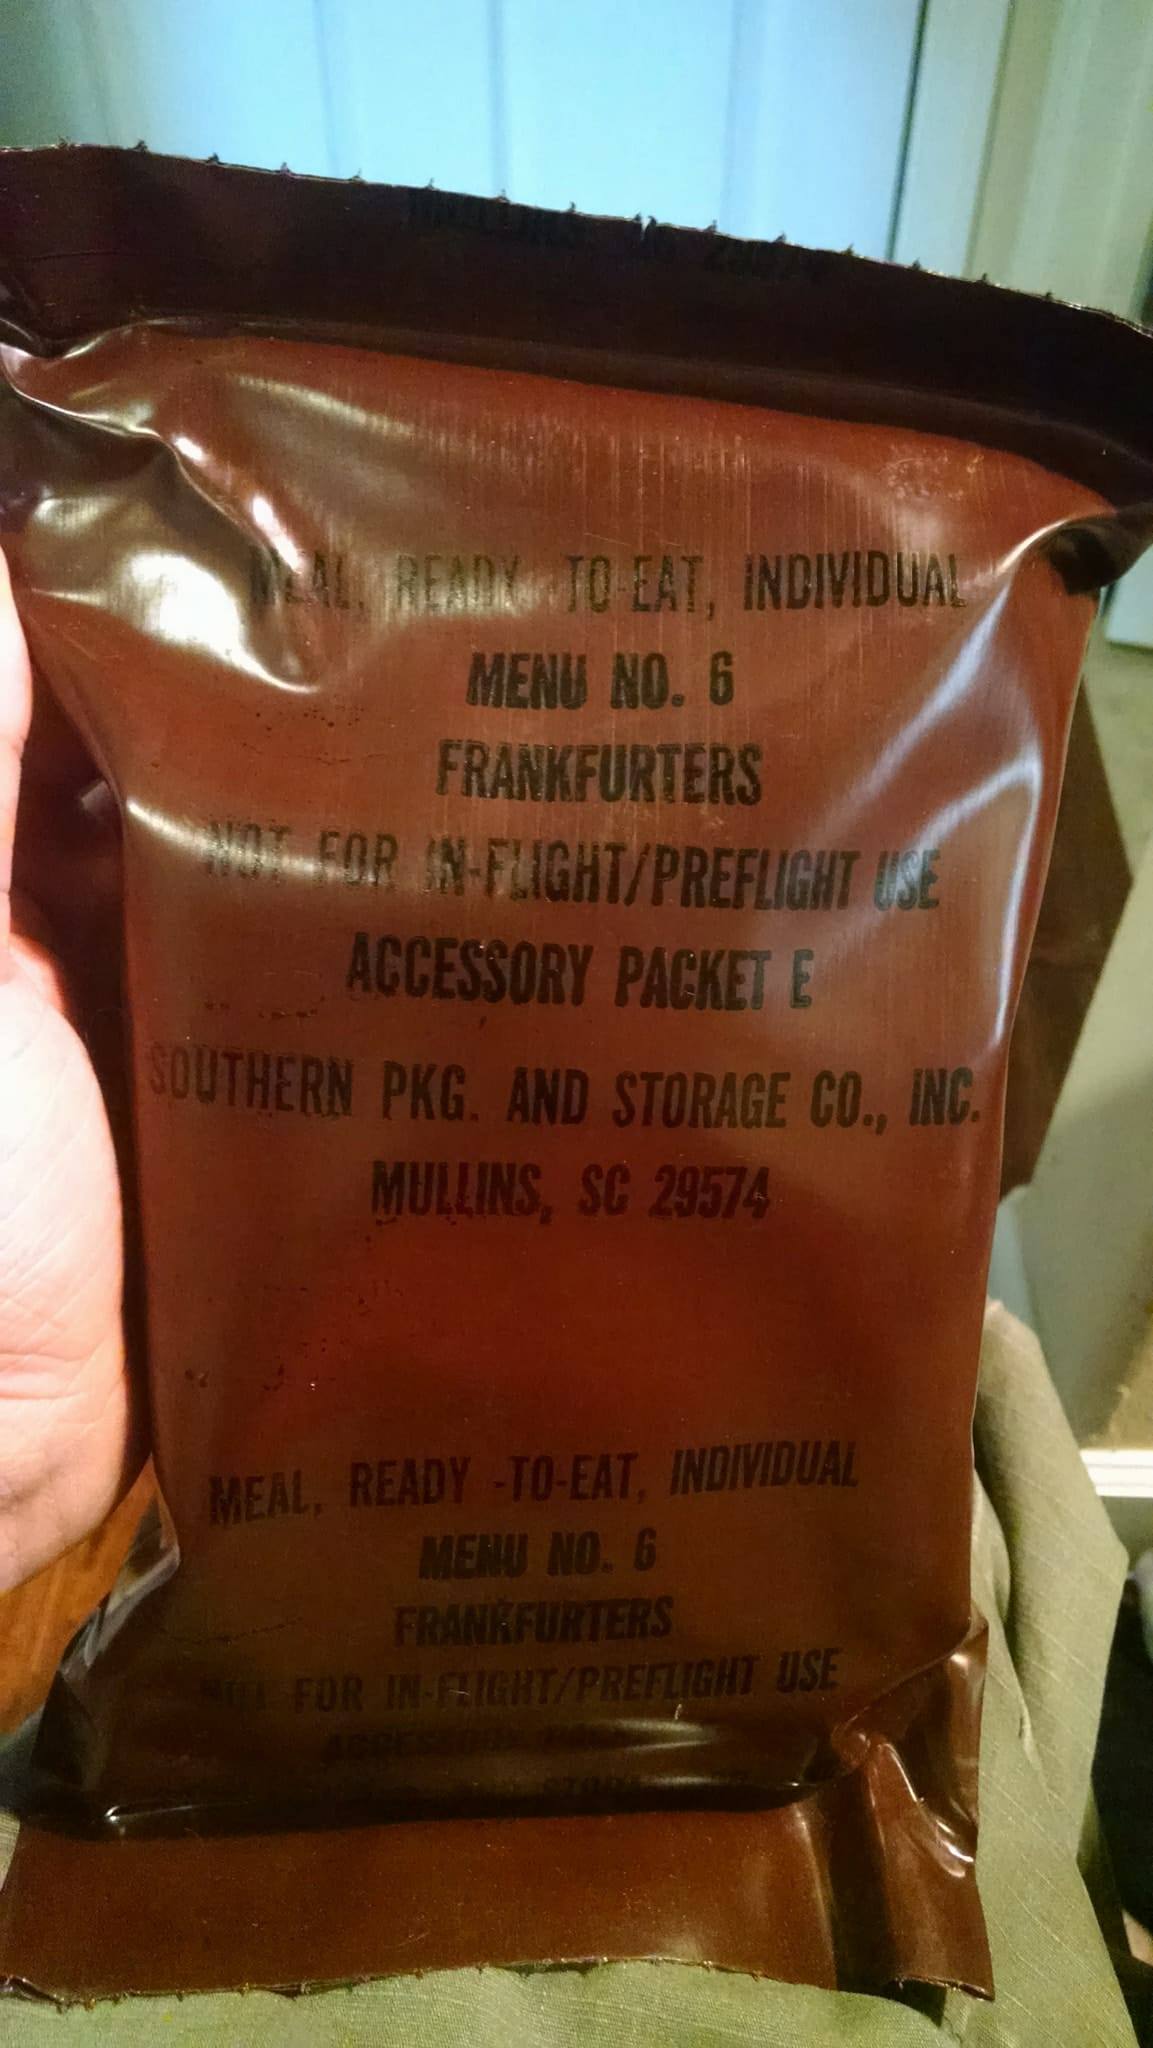 MEAL, READY -TO-EAT, INDIVIDUAL
MENU NO. 6
FRANKFURTERS
NOT FOR IN-FLIGHT/PREFLIGHT USE
ACCESSORY PACKET E
SOUTHERN PKG. AND STORAGE CO., INC.
MULLINS, SC 29574
MEAL, READY -TO-EAT, INDIVIDUAL
MENU NO. 6
FRANKFURTERS
NOT FOR IN-FLIGHT/PREFLIGHT USE